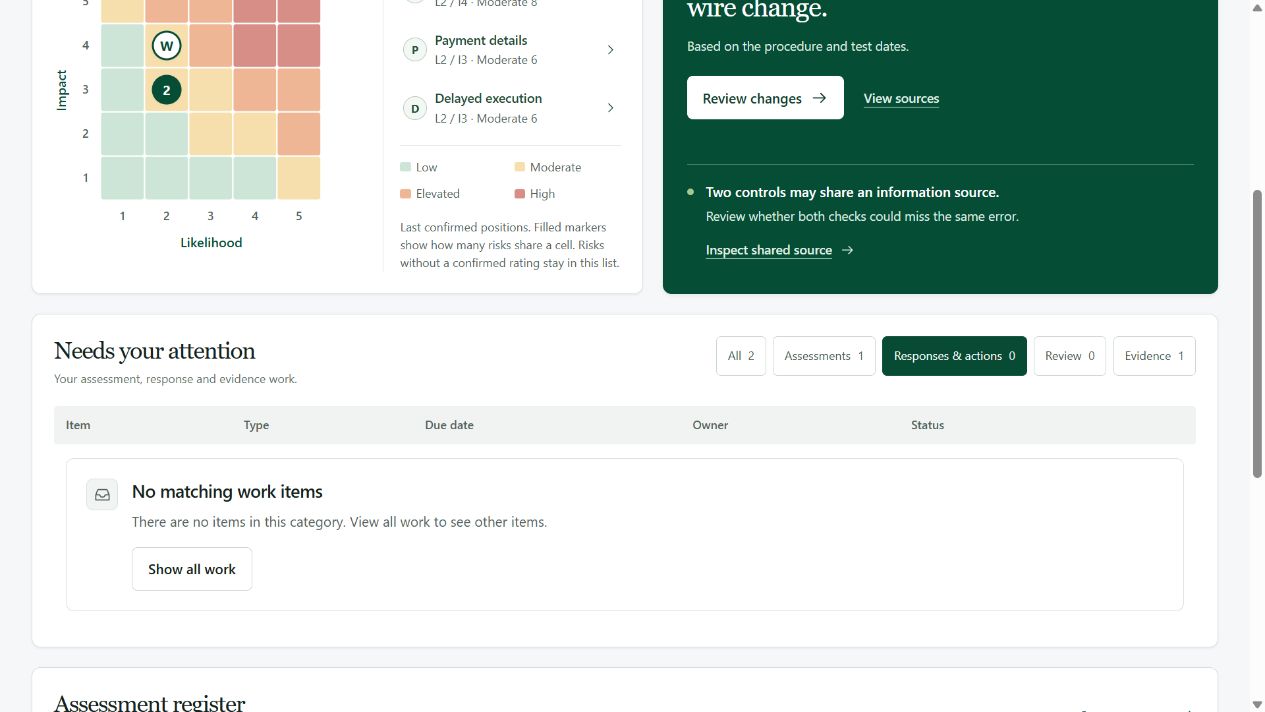 5
4
3
2
1
Impact
W
2
1
2
3
4
5
Likelihood
L2 / I4 · Moderate 8
P
Payment details
L2 / I3 · Moderate 6
D
Delayed execution
L2 / I3 · Moderate 6
Low
Moderate
Elevated
High
Last confirmed positions. Filled markers
show how many risks share a cell. Risks
without a confirmed rating stay in this list.
wire change.
Based on the procedure and test dates.
Review changes →
View sources
Two controls may share an information source.
Review whether both checks could miss the same error.
Inspect shared source →
Needs your attention
Your assessment, response and evidence work.
All 2
Assessments 1
Responses & actions 0
Review 0
Evidence 1
Item Type Due date Owner Status
No matching work items
There are no items in this category. View all work to see other items.
Show all work
Assessment register